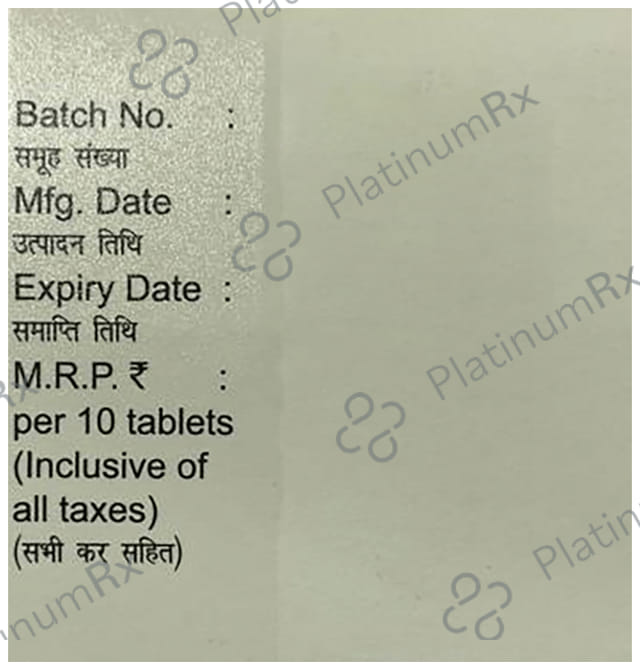 Batch No. :
समूह संख्या
Mfg. Date :
उत्पादन तिथि
Expiry Date :
समाप्ति तिथि
M.R.P. ₹ :
per 10 tablets
(Inclusive of
all taxes)
(सभी कर सहित)
PlatinumRx
PlatinumRx
PlatinumRx